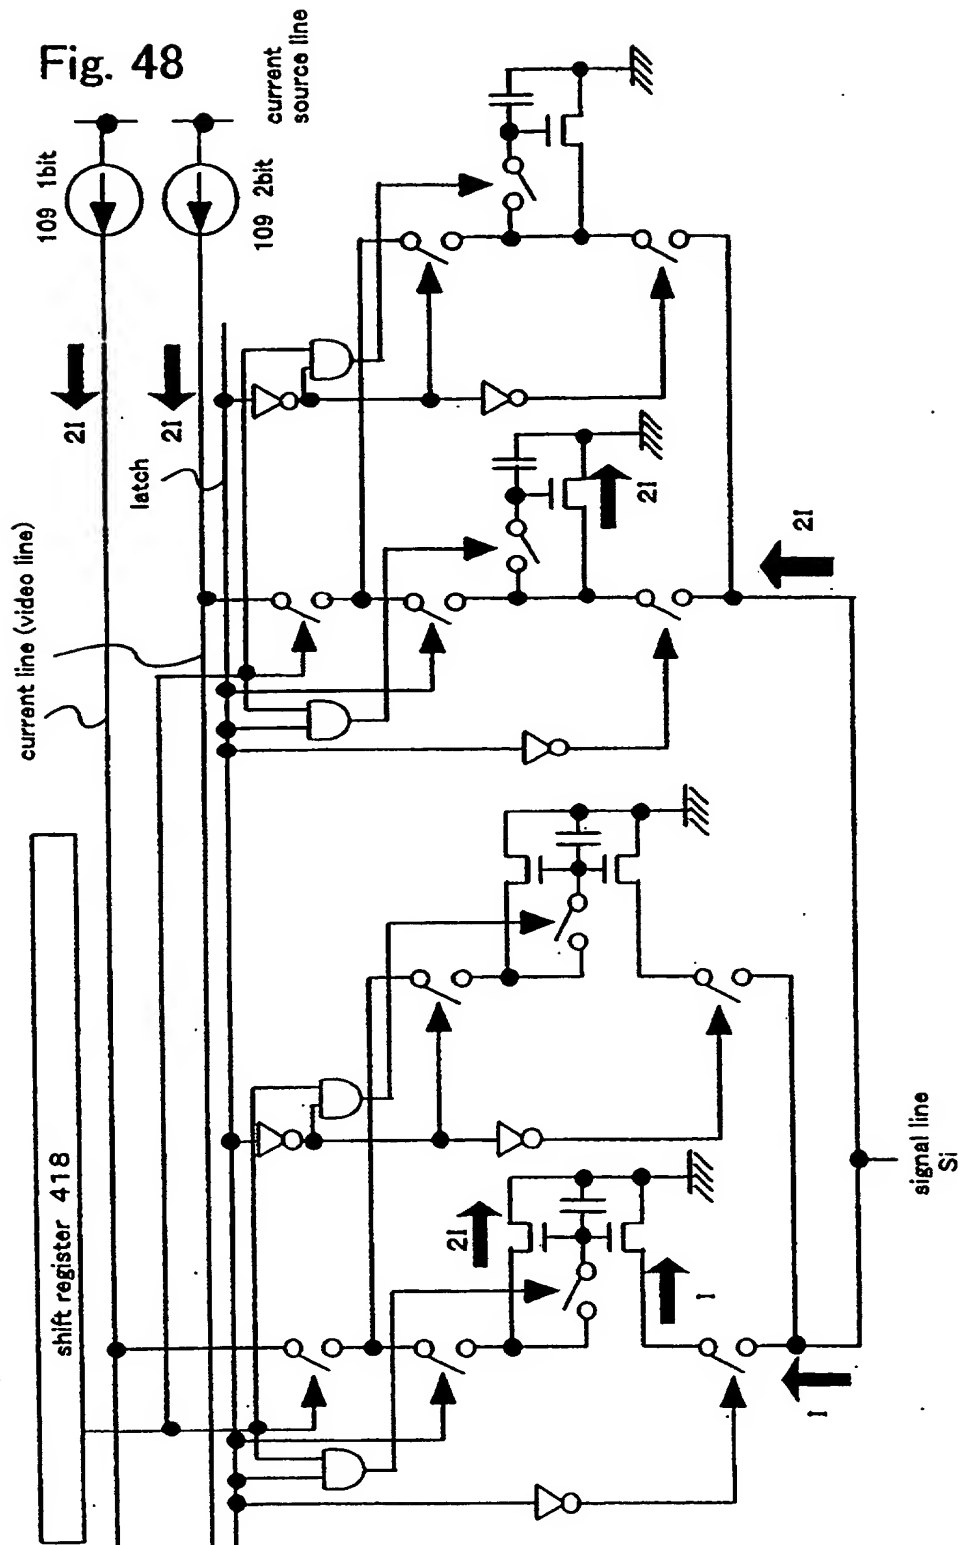 Fig. 48
current
source line
109 1bit
109 2bit
2I
2I
latch
current line (video line)
shift register 418
2I
2I
2I
I
I
signal line
Si